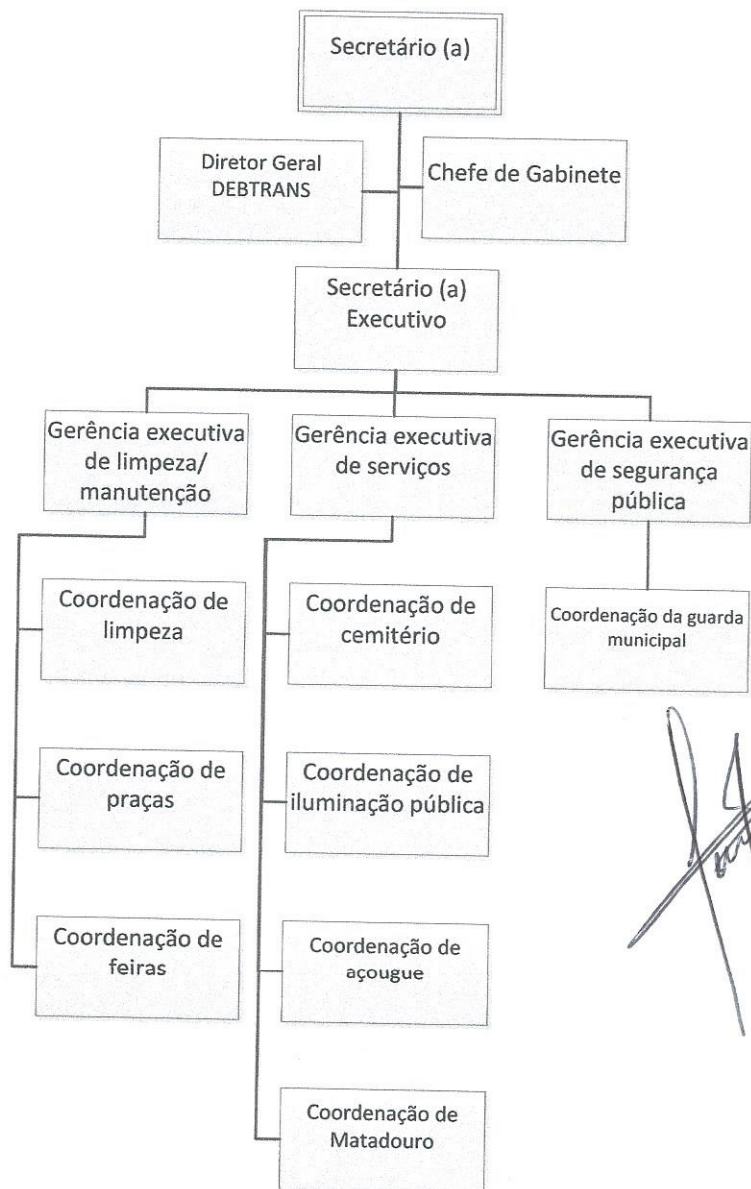 Secretário (a)
Diretor Geral
DEBTRANS
Chefe de Gabinete
Secretário (a)
Executivo
Gerência executiva
de limpeza/
manutenção
Gerência executiva
de serviços
Gerência executiva
de segurança
pública
Coordenação de
limpeza
Coordenação de
cemitério
Coordenação da guarda
municipal
Coordenação de
praças
Coordenação de
iluminação pública
Coordenação de
feiras
Coordenação de
açougue
Coordenação de
Matadouro